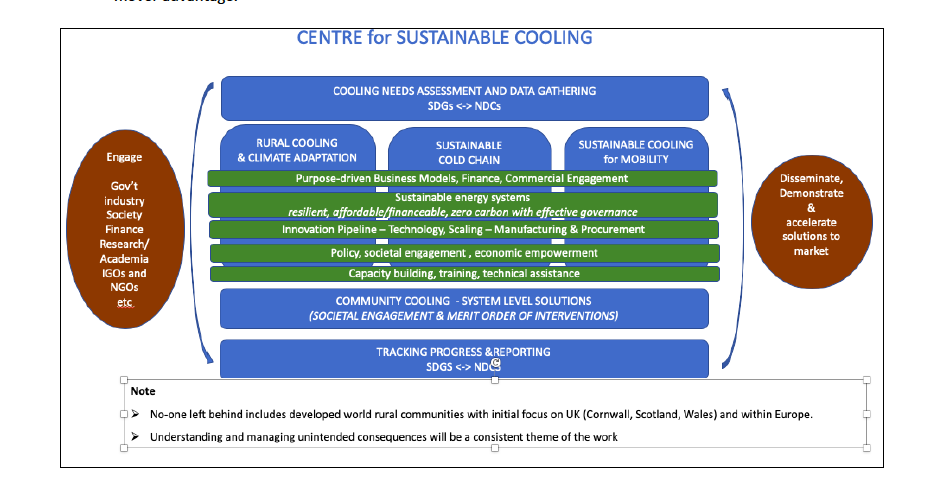 mover advantage.
CENTRE for SUSTAINABLE COOLING
COOLING NEEDS ASSESSMENT AND DATA GATHERING
SDGs <-> NDCs
RURAL COOLING
& CLIMATE ADAPTATION
SUSTAINABLE
COLD CHAIN
SUSTAINABLE COOLING
for MOBILITY
Engage
Gov't
industry
Society
Finance
Research/
Academia
IGOs and
NGOs
etc
Purpose-driven Business Models, Finance, Commercial Engagement
Sustainable energy systems
resilient, affordable/financeable, zero carbon with effective governance
Innovation Pipeline – Technology, Scaling – Manufacturing & Procurement
Policy, societal engagement , economic empowerment
Capacity building, training, technical assistance
Disseminate,
Demonstrate
&
accelerate
solutions to
market
COMMUNITY COOLING - SYSTEM LEVEL SOLUTIONS
(SOCIETAL ENGAGEMENT & MERIT ORDER OF INTERVENTIONS)
TRACKING PROGRESS &REPORTING
SDGS <-> NDCS
Note
➢ No-one left behind includes developed world rural communities with initial focus on UK (Cornwall, Scotland, Wales) and within Europe.
➢ Understanding and managing unintended consequences will be a consistent theme of the work